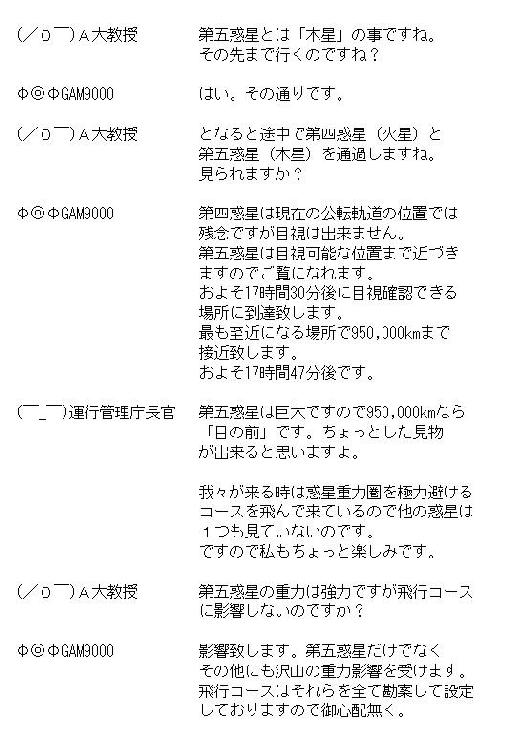 (／Ｄ￣)Ａ大教授　第五惑星とは「木星」の事ですね。
その先まで行くのですね？
Φ@ΦGAM9000　はい。その通りです。
(／Ｄ￣)Ａ大教授　となると途中で第四惑星（火星）と
第五惑星（木星）を通過しますね。
見られますか？
Φ@ΦGAM9000　第四惑星は現在の公転軌道の位置では
残念ですが目視は出来ません。
第五惑星は目視可能な位置まで近づき
ますのでご覧になれます。
およそ17時間30分後に目視確認できる
場所に到達致します。
最も至近になる場所で950,000kmまで
接近致します。
およそ17時間47分後です。
(￣_￣)運行管理庁長官　第五惑星は巨大ですので950,000kmなら
「目の前」です。ちょっとした見物
が出来ると思いますよ。
我々が来る時は惑星重力圏を極力避ける
コースを飛んで来ているので他の惑星は
１つも見ていないのです。
ですので私もちょっと楽しみです。
(／Ｄ￣)Ａ大教授　第五惑星の重力は強力ですが飛行コース
に影響しないのですか？
Φ@ΦGAM9000　影響致します。第五惑星だけでなく
その他にも沢山の重力影響を受けます。
飛行コースはそれらを全て勘案して設定
しておりますので御心配無く。